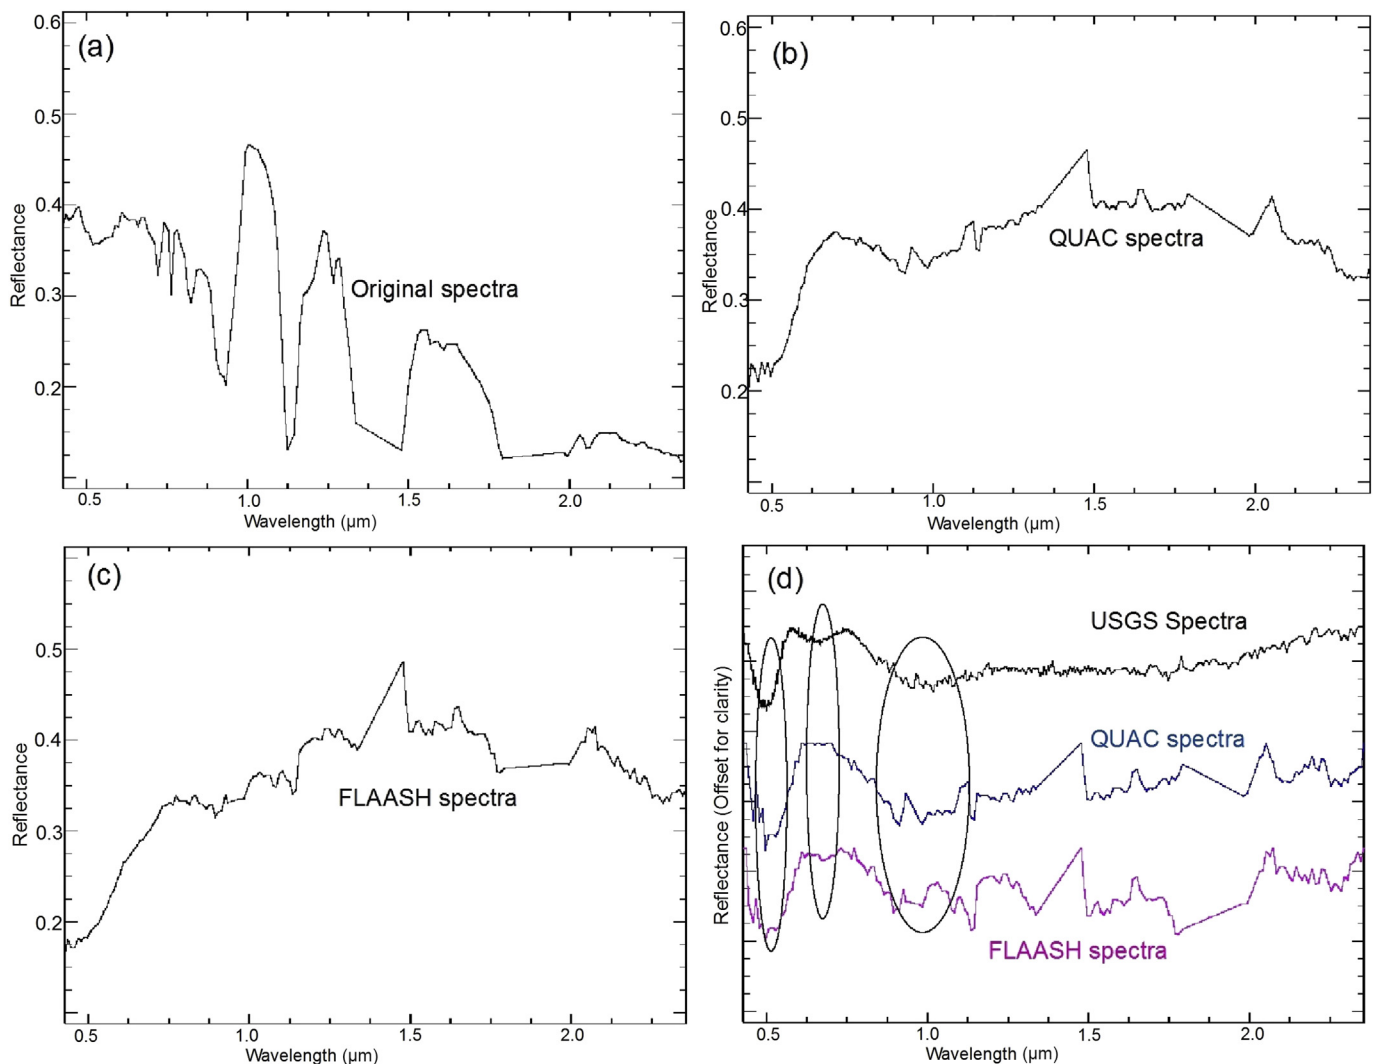 (a)
0.6
0.5
0.4
0.3
0.2
Reflectance
Original spectra
0.5
1.0
1.5
2.0
Wavelength (µm)
(b)
0.6
0.5
0.4
0.3
0.2
Reflectance
QUAC spectra
0.5
1.0
1.5
2.0
Wavelength (µm)
(c)
0.5
0.4
0.3
0.2
Reflectance
FLAASH spectra
0.5
1.0
1.5
2.0
Wavelength (µm)
(d)
Reflectance (Offset for clarity)
USGS Spectra
QUAC spectra
FLAASH spectra
0.5
1.0
1.5
2.0
Wavelength (µm)